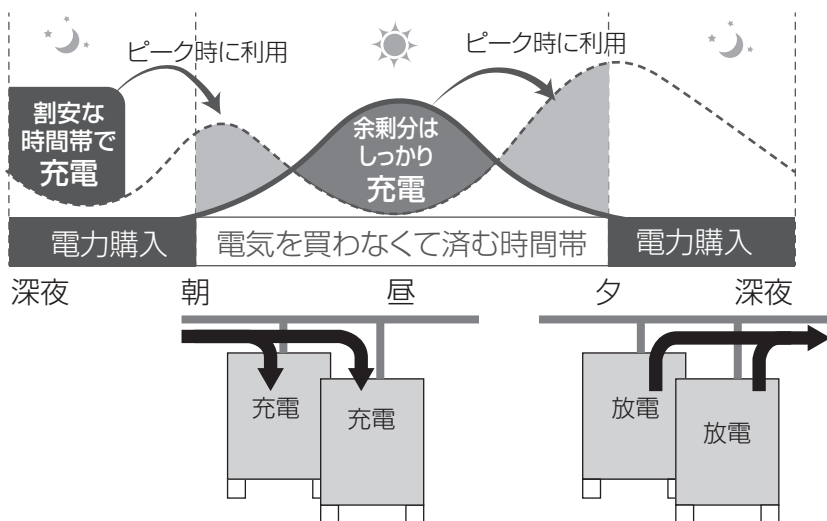 ピーク時に利用
ピーク時に利用
割安な
時間帯で
充電
余剰分は
しっかり
充電
電力購入
電気を買わなくて済む時間帯
電力購入
深夜
朝
昼
夕
深夜
充電
充電
放電
放電